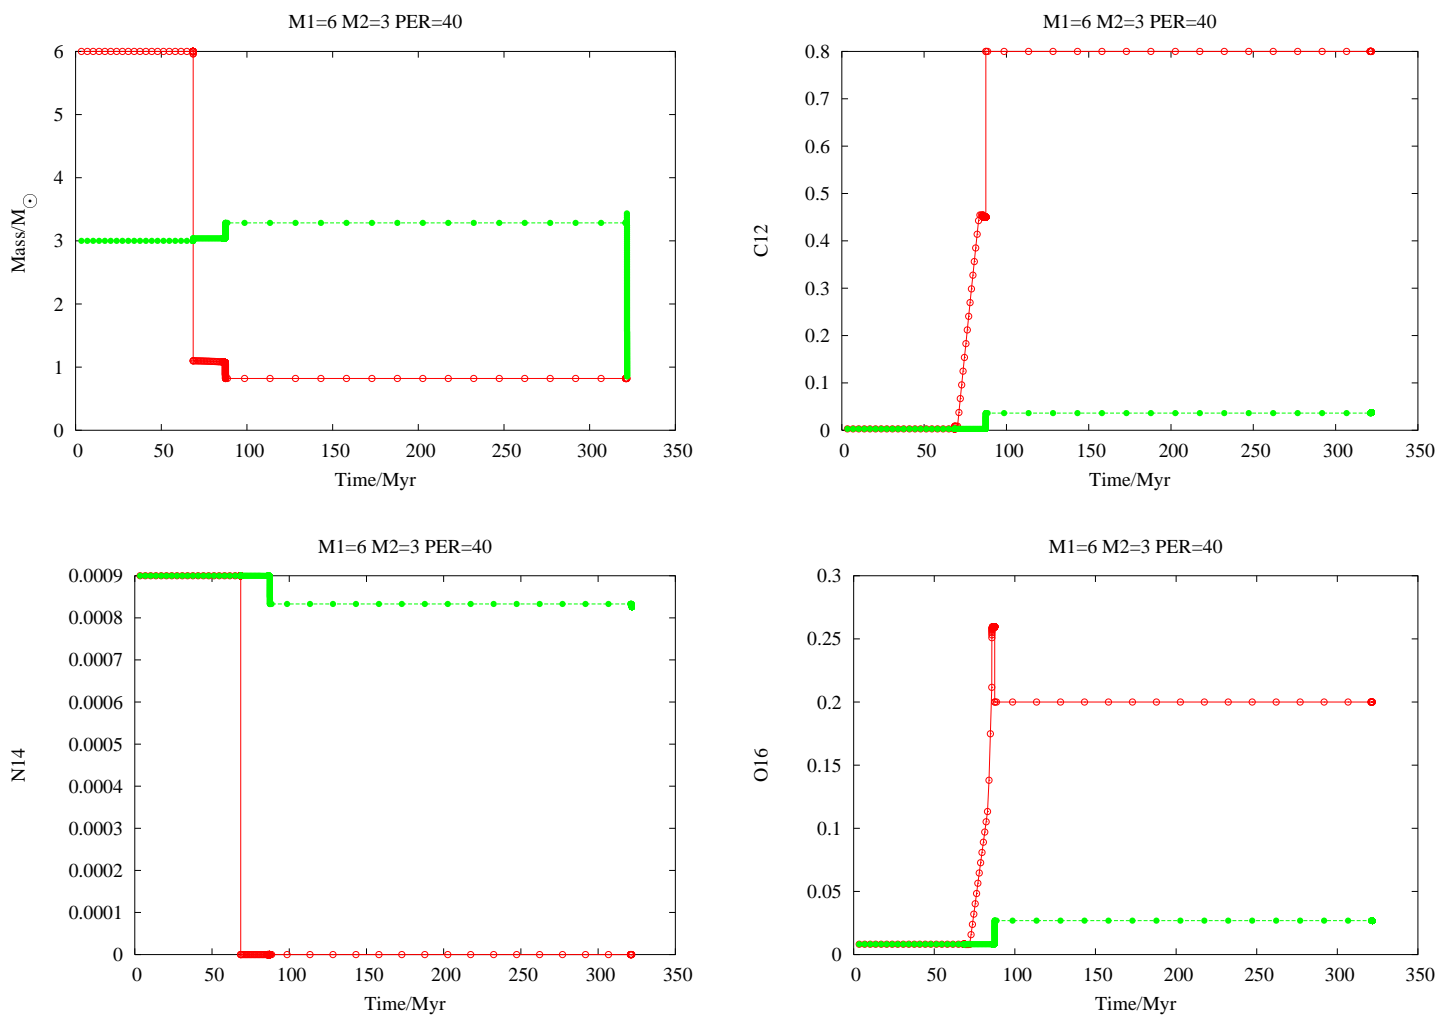 M1=6 M2=3 PER=40
6
5
4
3
2
1
0
Mass/M☉
0 50 100 150 200 250 300 350
Time/Myr
M1=6 M2=3 PER=40
0.8
0.7
0.6
0.5
0.4
0.3
0.2
0.1
0
C12
0 50 100 150 200 250 300 350
Time/Myr
M1=6 M2=3 PER=40
0.0009
0.0008
0.0007
0.0006
0.0005
0.0004
0.0003
0.0002
0.0001
0
N14
0 50 100 150 200 250 300 350
Time/Myr
M1=6 M2=3 PER=40
0.3
0.25
0.2
0.15
0.1
0.05
0
O16
0 50 100 150 200 250 300 350
Time/Myr